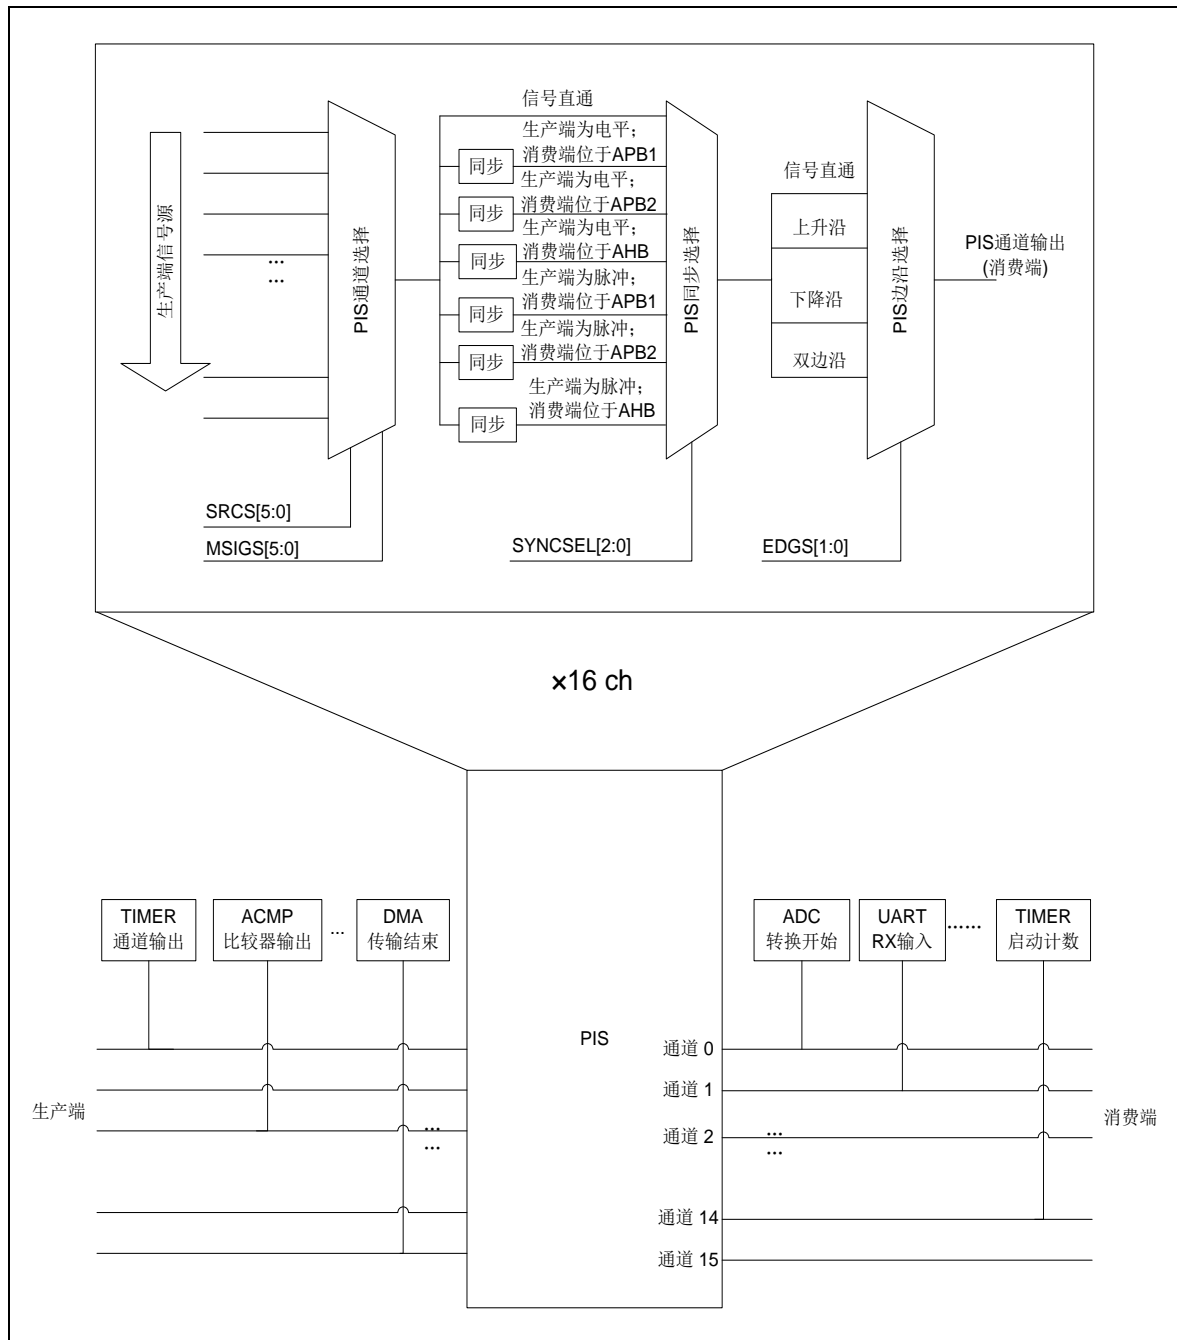 信号直通
生产端为电平；
消费端位于APB1
同步
生产端为电平；
消费端位于APB2
同步
生产端为电平；
消费端位于AHB
同步
生产端为脉冲；
消费端位于APB1
同步
生产端为脉冲；
消费端位于APB2
同步
生产端为脉冲；
消费端位于AHB
同步
生产端信号源
...
...
PIS通道选择
PIS同步选择
信号直通
上升沿
下降沿
双边沿
PIS边沿选择
PIS通道输出
(消费端)
SRCS[5:0]
MSIGS[5:0]
SYNCSEL[2:0]
EDGS[1:0]
×16 ch
TIMER
通道输出
ACMP
比较器输出
...
DMA
传输结束
ADC
转换开始
UART
RX输入
......
TIMER
启动计数
PIS
通道 0
通道 1
通道 2
通道 14
通道 15
生产端
...
...
...
...
消费端